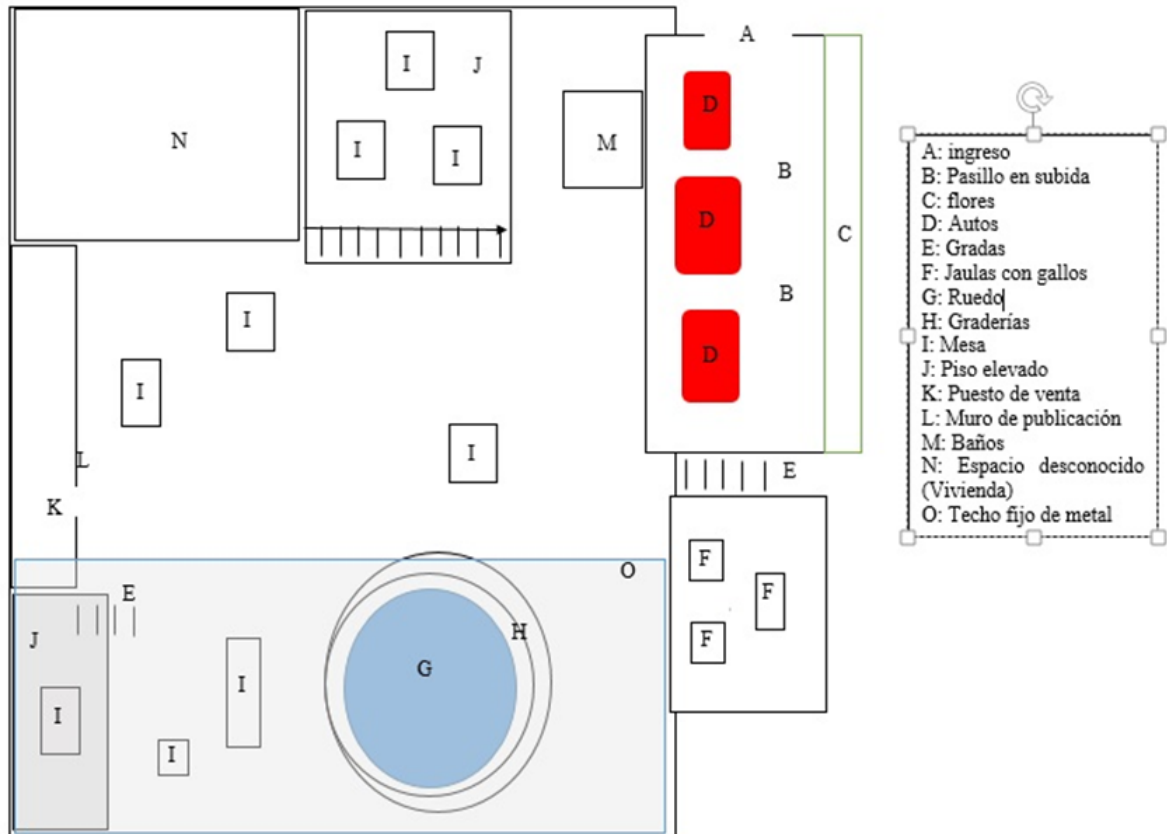 A
I
J
D
N
M
I
I
B
D
C
B
I
D
I
I
L
E
K
O
F
E
F
H
J
F
G
I
I
I
A: ingreso
B: Pasillo en subida
C: flores
D: Autos
E: Gradas
F: Jaulas con gallos
G: Ruedo
H: Graderías
I: Mesa
J: Piso elevado
K: Puesto de venta
L: Muro de publicación
M: Baños
N: Espacio desconocido
(Vivienda)
O: Techo fijo de metal